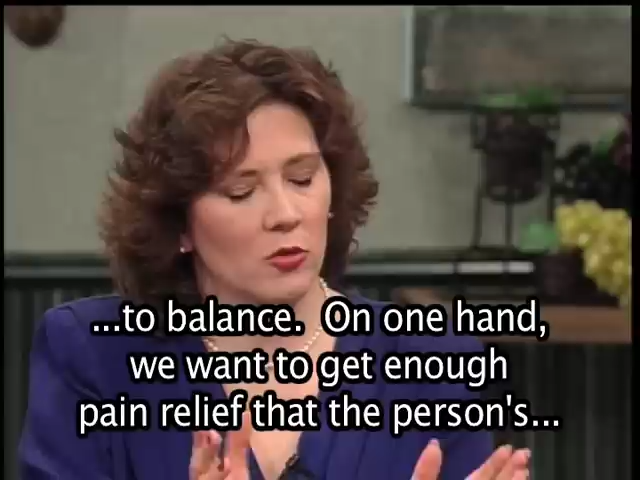 ...to balance.  On one hand,
we want to get enough
pain relief that the person's...